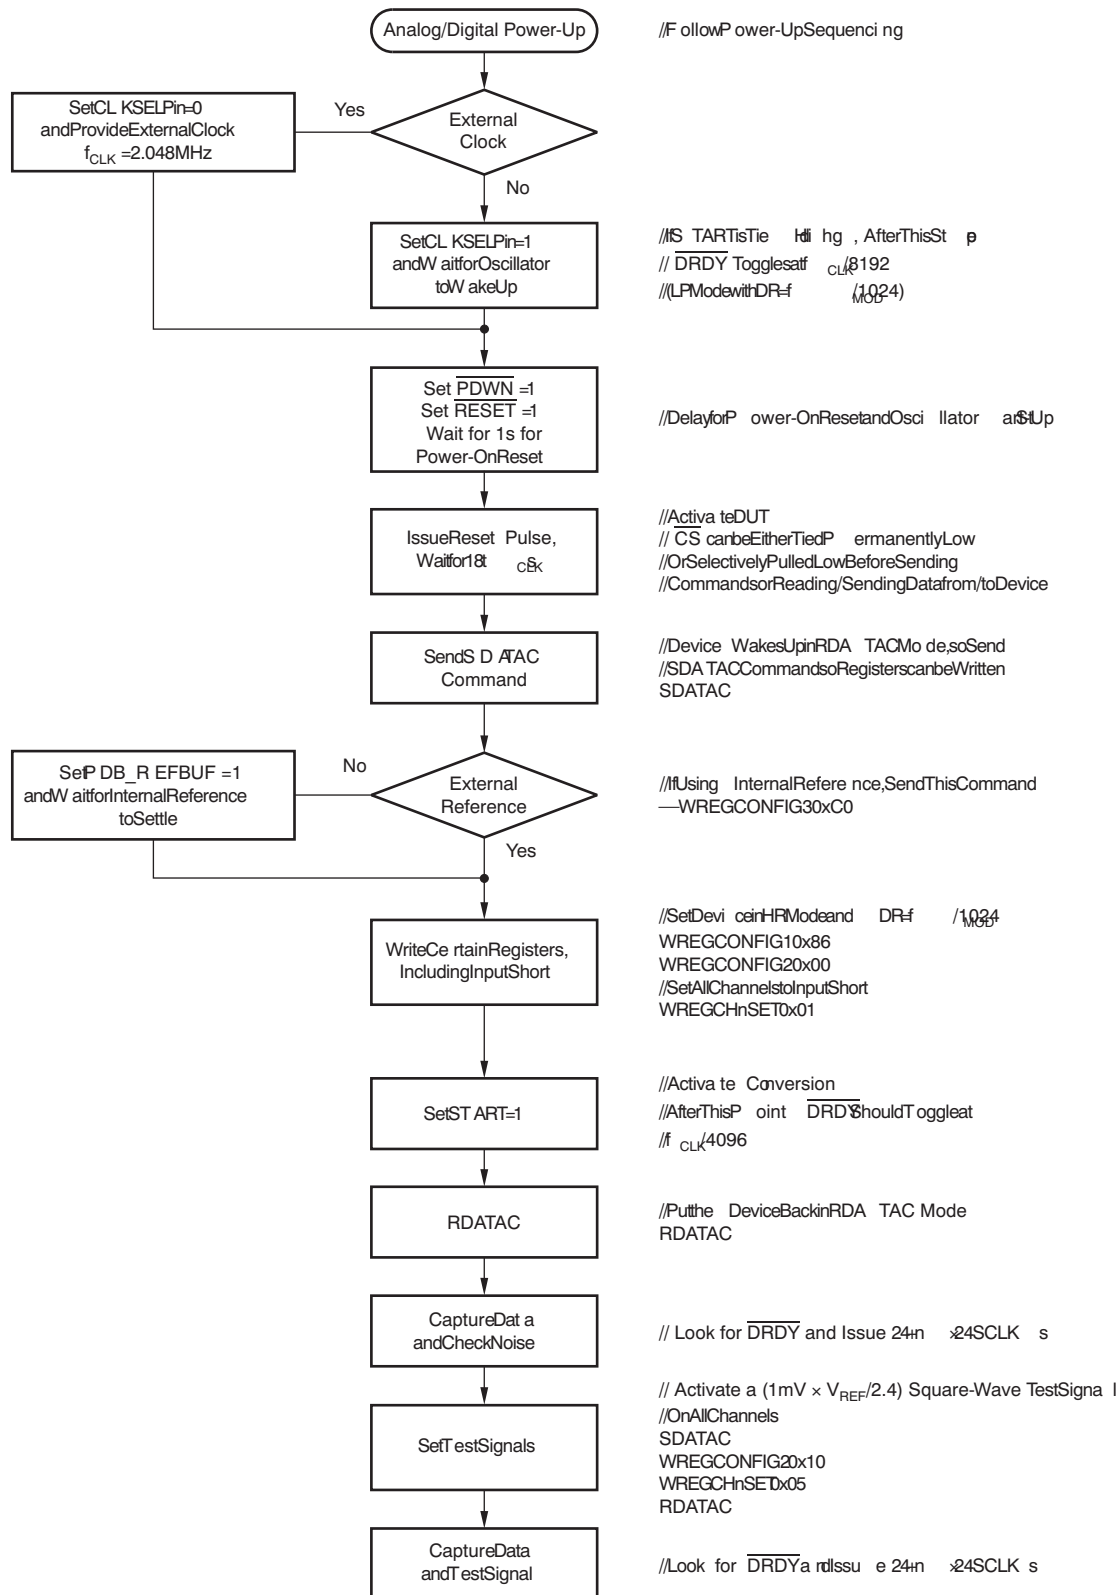 Analog/Digital Power-Up
//Follow Power-Up Sequencing
Set CLKSEL Pin = 0
and Provide External Clock
fCLK = 2.048MHz
Yes
External
Clock
No
Set CLKSEL Pin = 1
and Wait for Oscillator
to Wake Up
//If START is Tied High, After This Step
// DRDY Toggles at fCLK/8192
//(LP Mode with DR = fMOD/1024)
Set PDWN = 1
Set RESET = 1
Wait for 1s for
Power-On Reset
//Delay for Power-On Reset and Oscillator Start-Up
Issue Reset Pulse,
Wait for 18 tCLKs
//Activate DUT
// CS can be Either Tied Permanently Low
//Or Selectively Pulled Low Before Sending
//Commands or Reading/Sending Data from/to Device
Send SDATAC
Command
//Device Wakes Up in RDATAC Mode, so Send
//SDATAC Command so Registers can be Written
SDATAC
Set PDB_REFBUF = 1
and Wait for Internal Reference
to Settle
No
External
Reference
Yes
//If Using Internal Reference, Send This Command
—WREG CONFIG3 0xC0
Write Certain Registers,
Including Input Short
//Set Device in HR Mode and DR = fMOD/1024
WREG CONFIG1 0x86
WREG CONFIG2 0x00
//Set All Channels to Input Short
WREG CHnSET 0x01
Set START = 1
//Activate Conversion
//After This Point DRDY Should Toggle at
//fCLK/4096
RDATAC
//Put the Device Back in RDATAC Mode
RDATAC
Capture Data
and Check Noise
// Look for DRDY and Issue 24 + n × 24 SCLKs
Set Test Signals
// Activate a (1mV × VREF/2.4) Square-Wave Test Signal
//On All Channels
SDATAC
WREG CONFIG2 0x10
WREG CHnSET 0x05
RDATAC
Capture Data
and Test Signal
//Look for DRDY and Issue 24 + n × 24 SCLKs